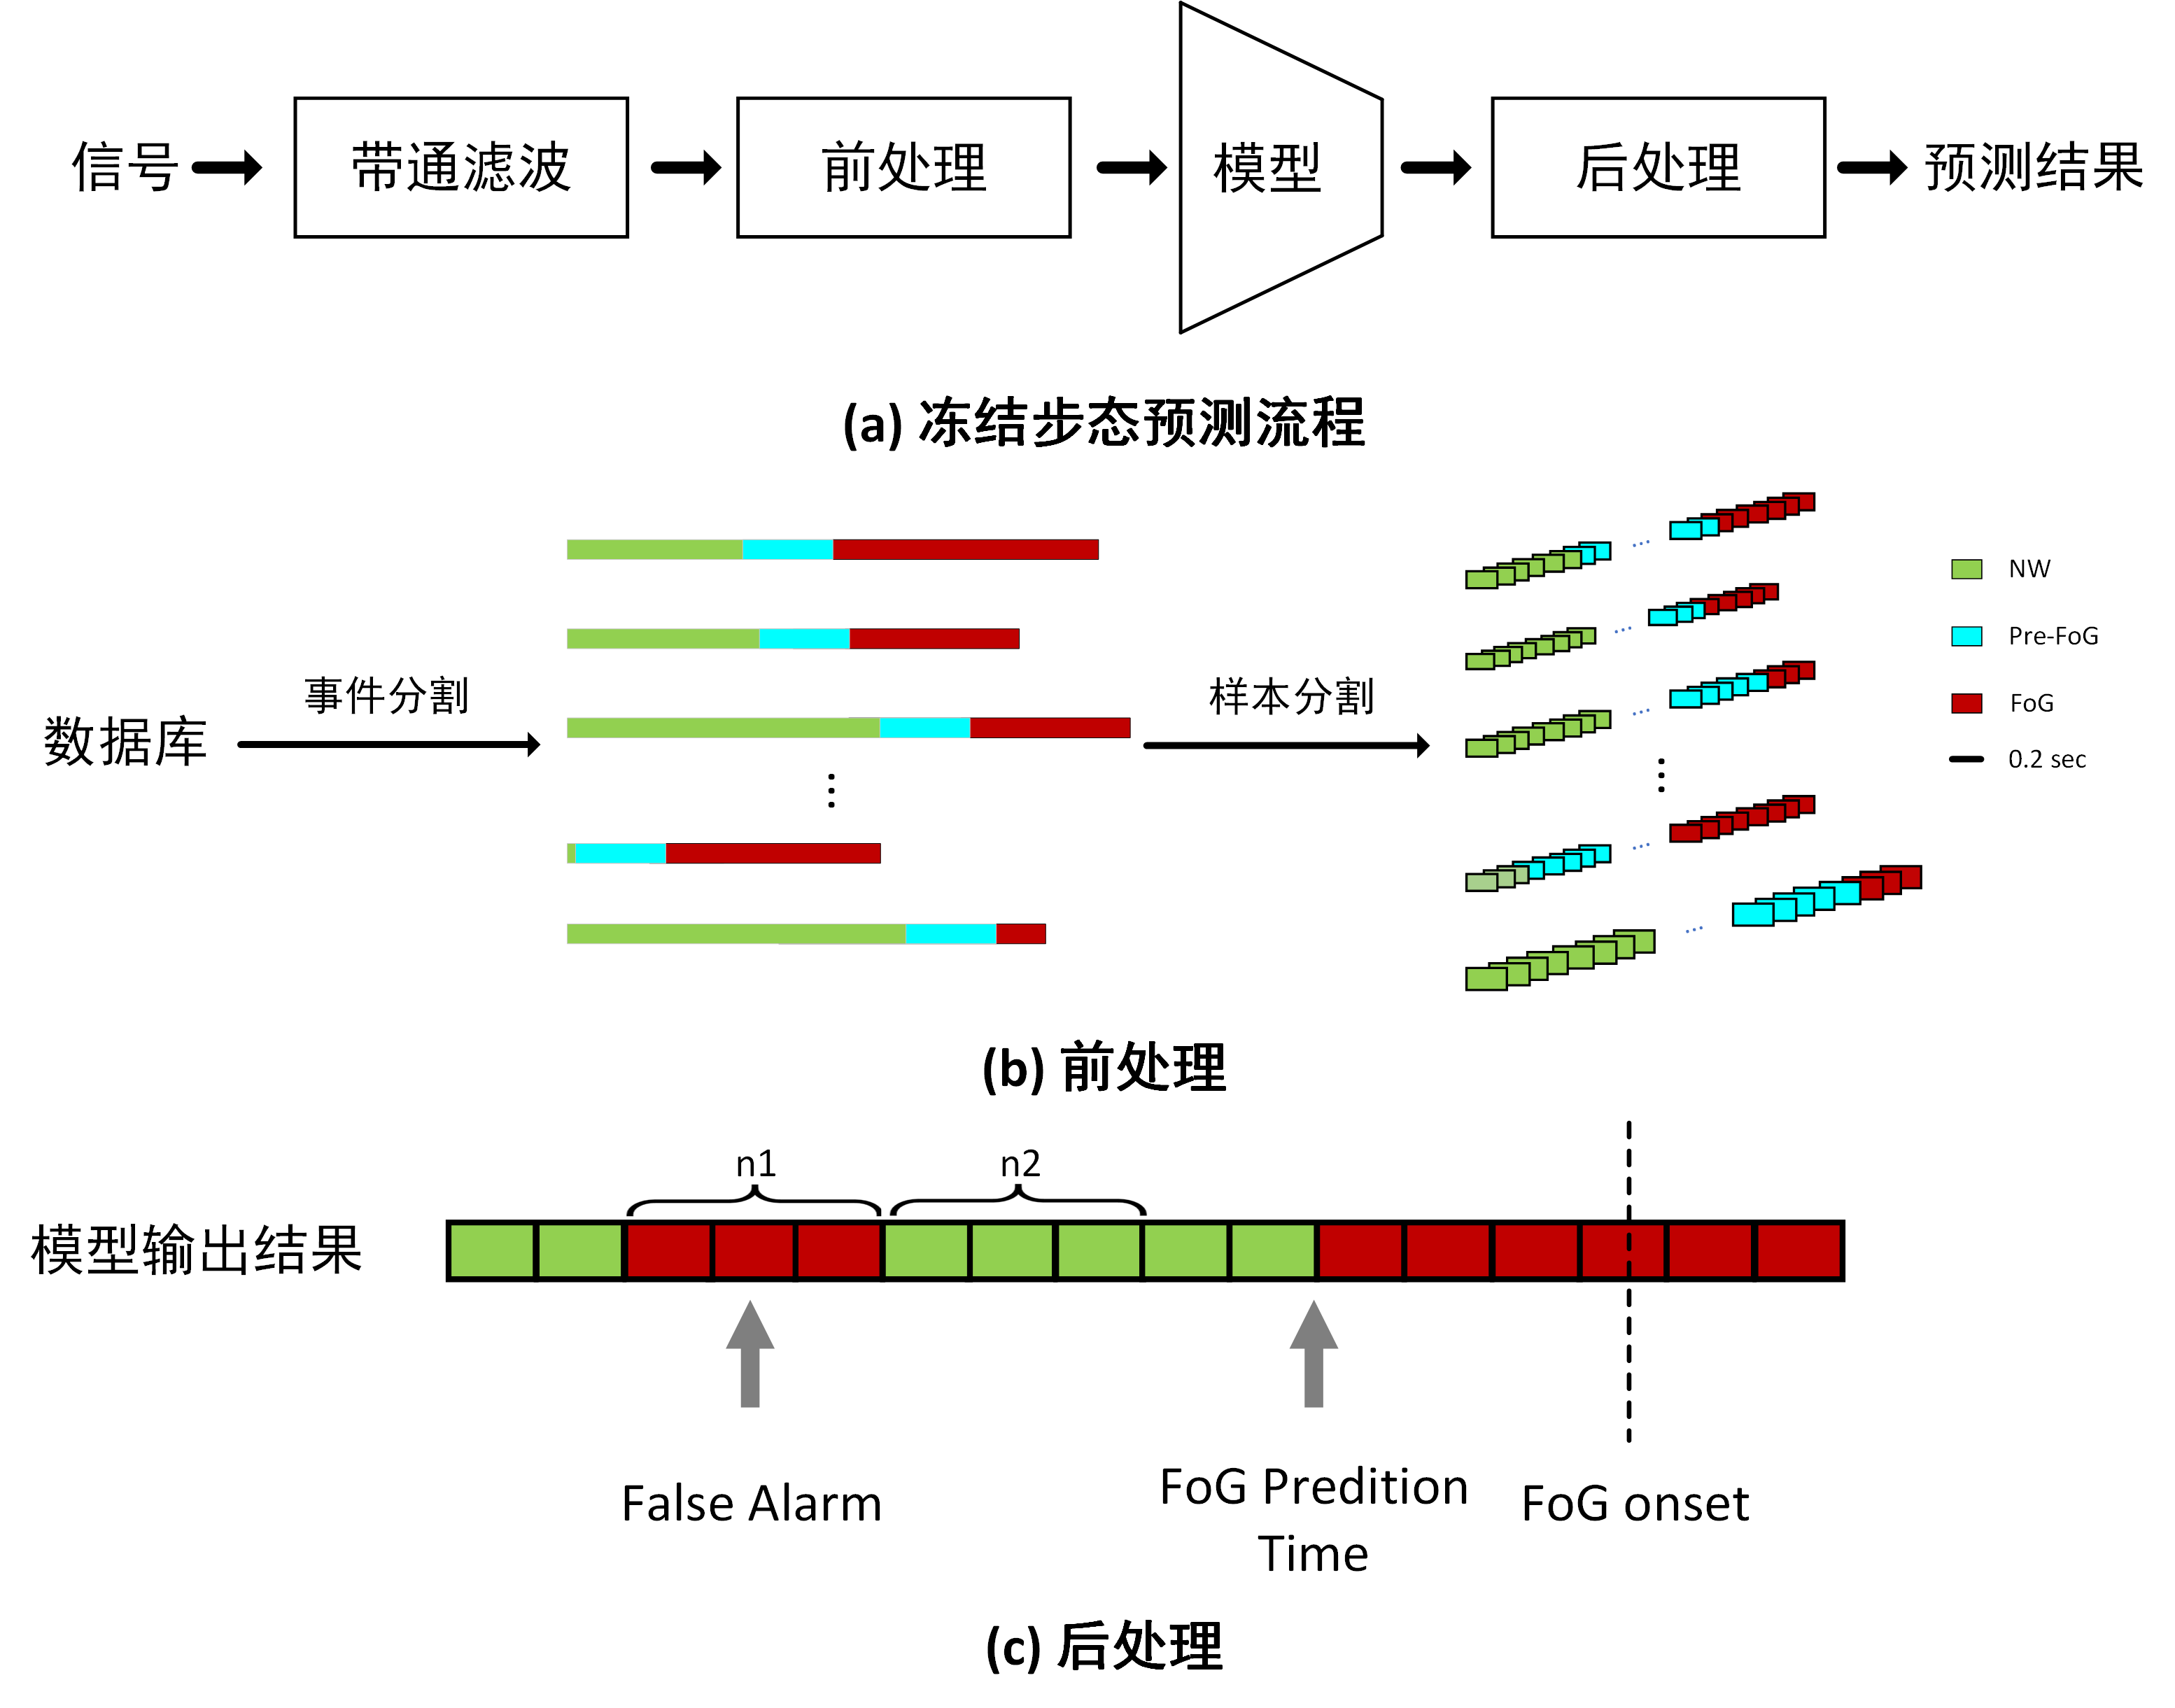 信号
带通滤波
前处理
模型
后处理
预测结果
(a) 冻结步态预测流程
数据库
事件分割
样本分割
NW
Pre-FoG
FoG
0.2 sec
(b) 前处理
n1
n2
模型输出结果
False Alarm
FoG Predition
Time
FoG onset
(c) 后处理